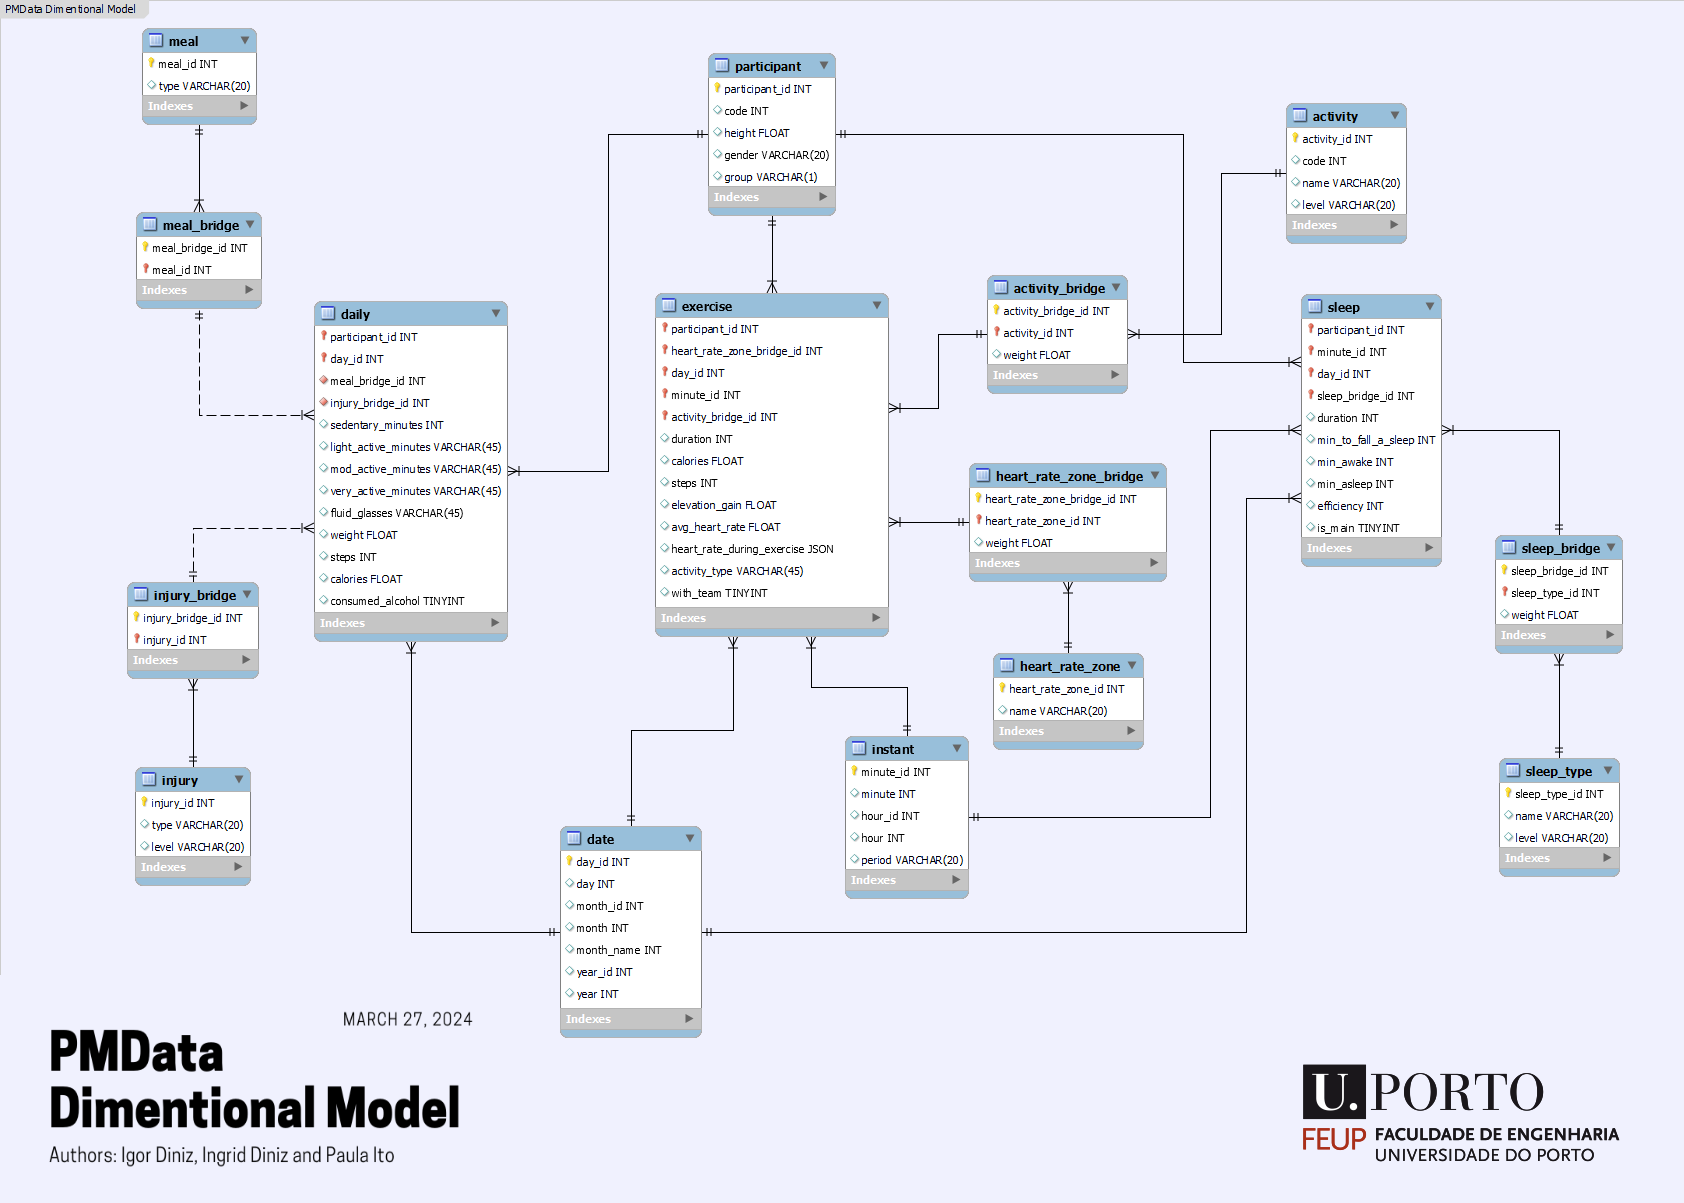 PMData Dimentional Model
meal
meal_id INT
type VARCHAR(20)
Indexes
meal_bridge
meal_bridge_id INT
meal_id INT
Indexes
daily
participant_id INT
day_id INT
meal_bridge_id INT
injury_bridge_id INT
sedentary_minutes INT
light_active_minutes VARCHAR(45)
mod_active_minutes VARCHAR(45)
very_active_minutes VARCHAR(45)
fluid_glasses VARCHAR(45)
weight FLOAT
steps INT
calories FLOAT
consumed_alcohol TINYINT
Indexes
injury_bridge
injury_bridge_id INT
injury_id INT
Indexes
injury
injury_id INT
type VARCHAR(20)
level VARCHAR(20)
Indexes
participant
participant_id INT
code INT
height FLOAT
gender VARCHAR(20)
group VARCHAR(1)
Indexes
exercise
participant_id INT
heart_rate_zone_bridge_id INT
day_id INT
minute_id INT
activity_bridge_id INT
duration INT
calories FLOAT
steps INT
elevation_gain FLOAT
avg_heart_rate FLOAT
heart_rate_during_exercise JSON
activity_type VARCHAR(45)
with_team TINYINT
Indexes
date
day_id INT
day INT
month_id INT
month INT
month_name INT
year_id INT
year INT
Indexes
instant
minute_id INT
minute INT
hour_id INT
hour INT
period VARCHAR(20)
Indexes
activity_bridge
activity_bridge_id INT
activity_id INT
weight FLOAT
Indexes
heart_rate_zone_bridge
heart_rate_zone_bridge_id INT
heart_rate_zone_id INT
weight FLOAT
Indexes
heart_rate_zone
heart_rate_zone_id INT
name VARCHAR(20)
Indexes
activity
activity_id INT
code INT
name VARCHAR(20)
level VARCHAR(20)
Indexes
sleep
participant_id INT
minute_id INT
day_id INT
sleep_bridge_id INT
duration INT
min_to_fall_a_sleep INT
min_awake INT
min_asleep INT
efficiency INT
is_main TINYINT
Indexes
sleep_bridge
sleep_bridge_id INT
sleep_type_id INT
weight FLOAT
Indexes
sleep_type
sleep_type_id INT
name VARCHAR(20)
level VARCHAR(20)
Indexes
MARCH 27, 2024
PMData
Dimentional Model
Authors: Igor Diniz, Ingrid Diniz and Paula Ito
U. PORTO
FEUP FACULDADE DE ENGENHARIA
UNIVERSIDADE DO PORTO